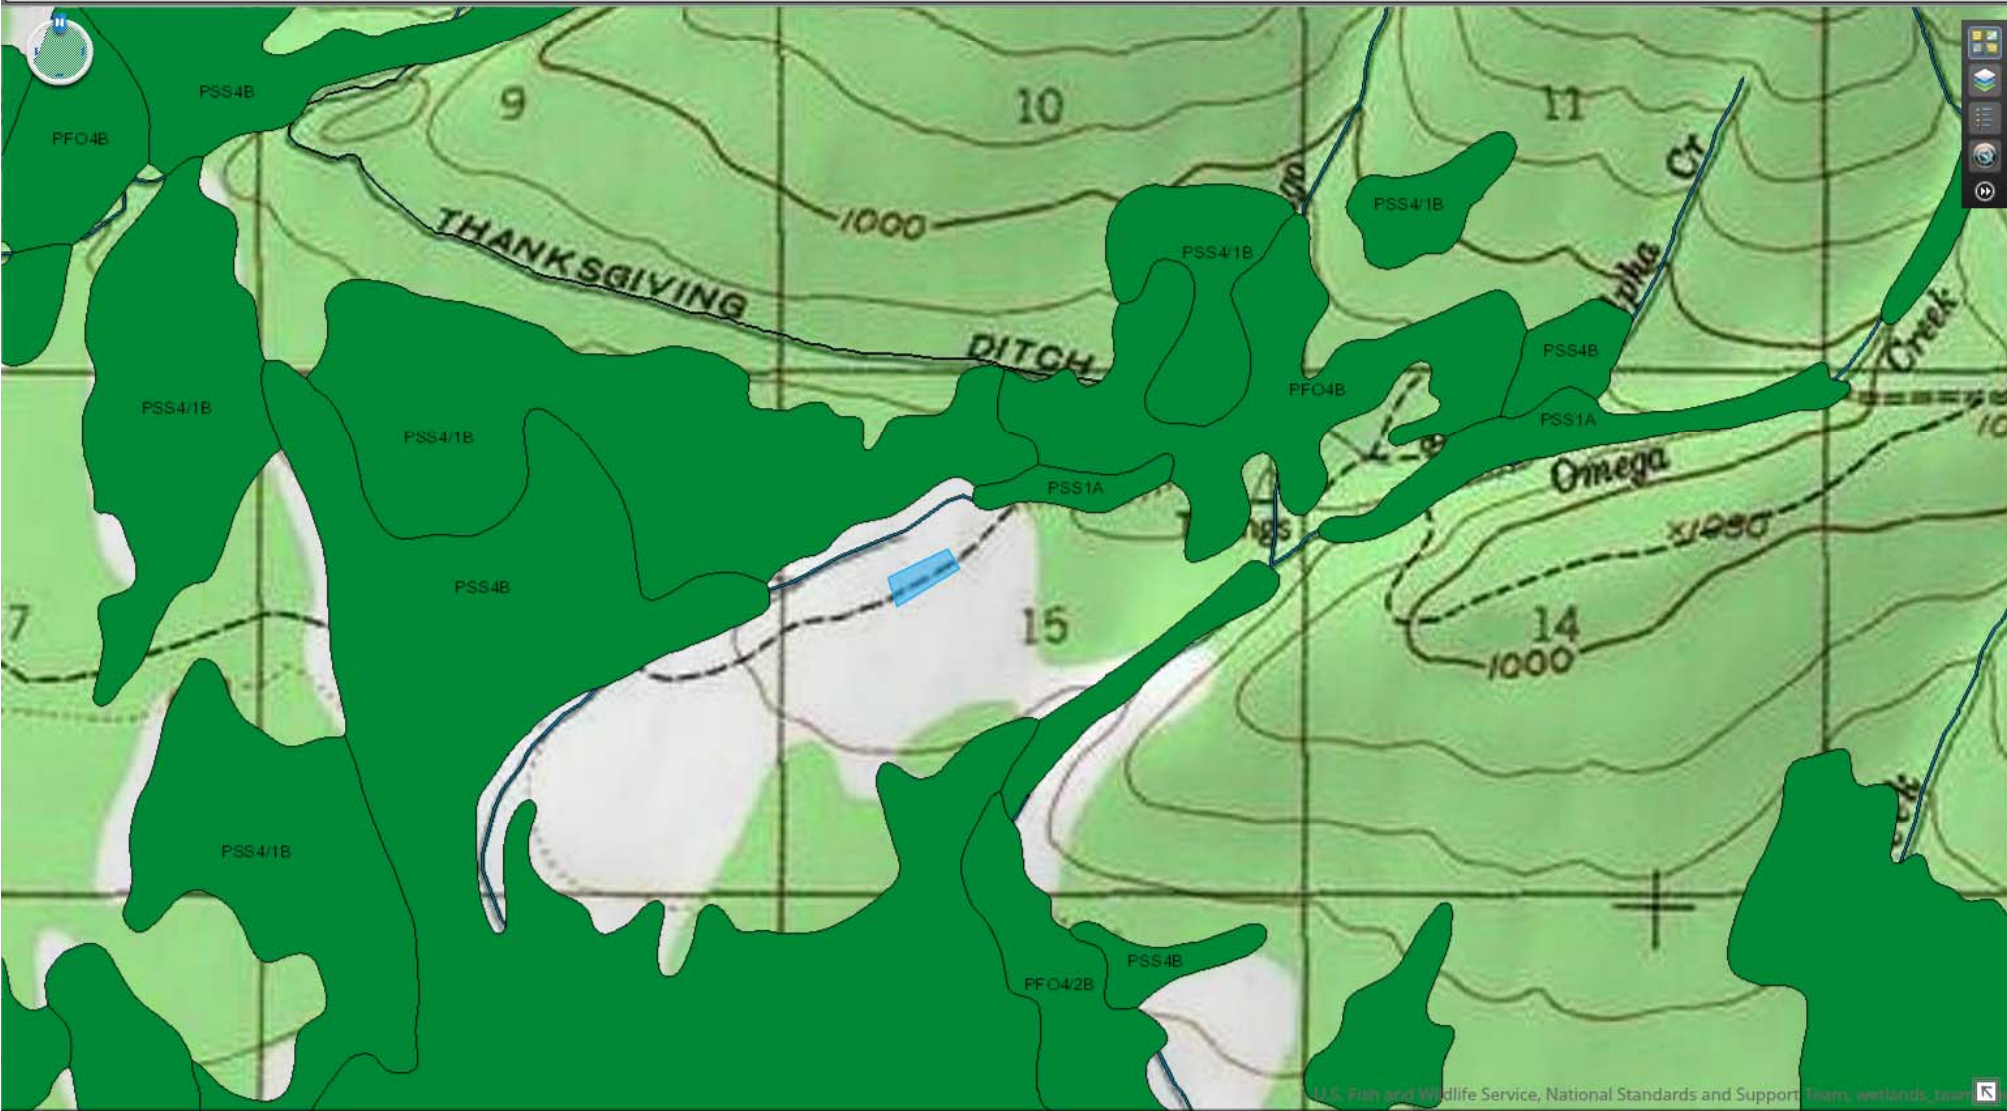 N
PSS4B
9
10
11
PFO4B
Cr
PSS4/1B
1000
THANKSGIVING
PSS4/1B
DITCH
PSS4B
Creek
PFO4B
PSS4/1B
PSS4/1B
PSS1A
Omega
PSS1A
x1050
PSS4B
7
15
14
1000
PSS4/1B
PSS4B
PFO4/2B
U.S. Fish and Wildlife Service, National Standards and Support Team, wetlands_team